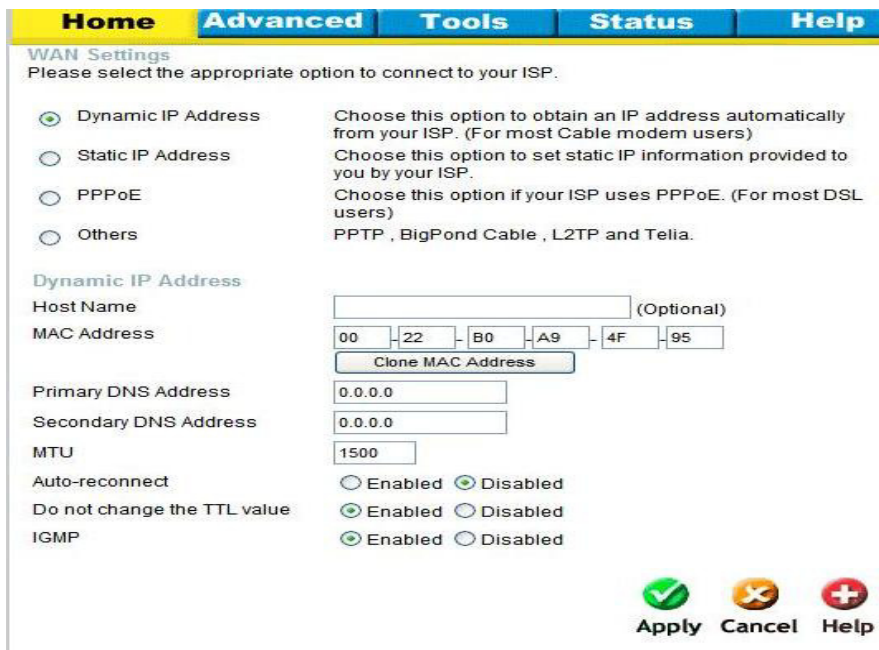 Home Advanced Tools Status Help
WAN Settings
Please select the appropriate option to connect to your ISP.
Dynamic IP Address Choose this option to obtain an IP address automatically
from your ISP. (For most Cable modem users)
Static IP Address Choose this option to set static IP information provided to
you by your ISP.
PPPoE Choose this option if your ISP uses PPPoE. (For most DSL
users)
Others PPTP , BigPond Cable , L2TP and Telia.
Dynamic IP Address
Host Name (Optional)
MAC Address 00 - 22 - B0 - A9 - 4F - 95
Clone MAC Address
Primary DNS Address 0.0.0.0
Secondary DNS Address 0.0.0.0
MTU 1500
Auto-reconnect Enabled Disabled
Do not change the TTL value Enabled Disabled
IGMP Enabled Disabled
Apply Cancel Help